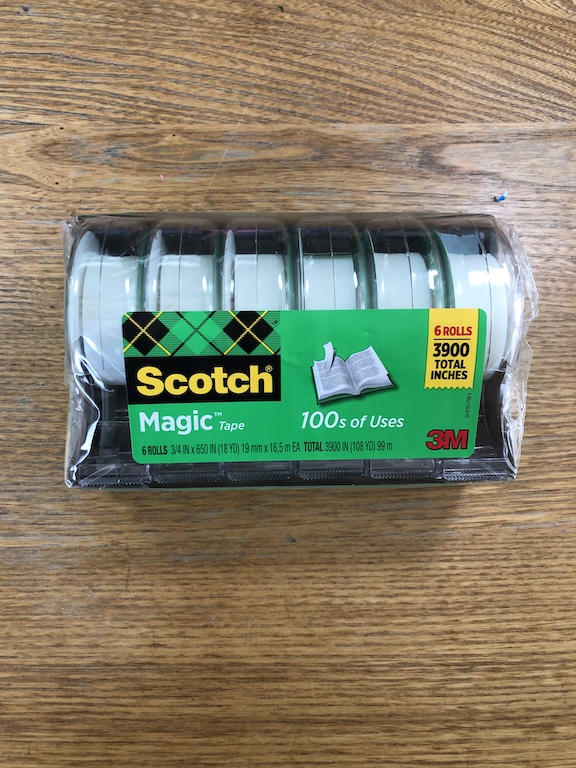 6 ROLLS
3900
TOTAL
INCHES
Scotch®
Magic™ Tape
100s of Uses
3M
6 ROLLS 3/4 IN x 650 IN (18 YD) 19 mm x 16,5 m EA TOTAL 3900 IN (108 YD) 99 m